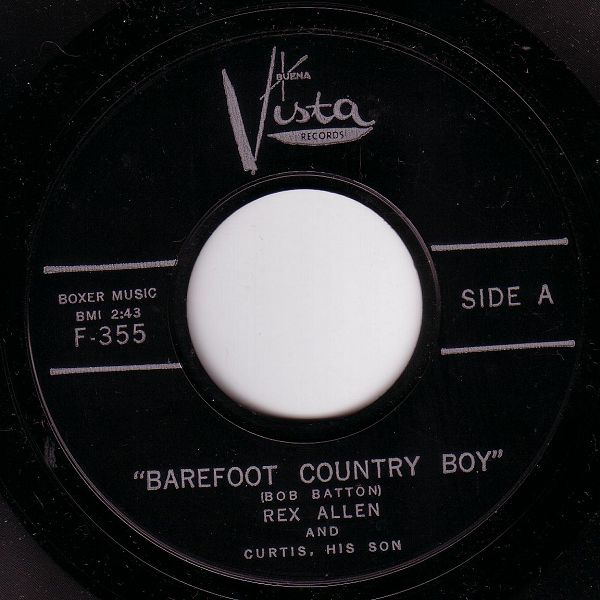 BUENA
Vista
RECORDS
BOXER MUSIC
BMI 2:43
F-355
SIDE A
"BAREFOOT COUNTRY BOY"
(BOB BATTON)
REX ALLEN
AND
CURTIS, HIS SON